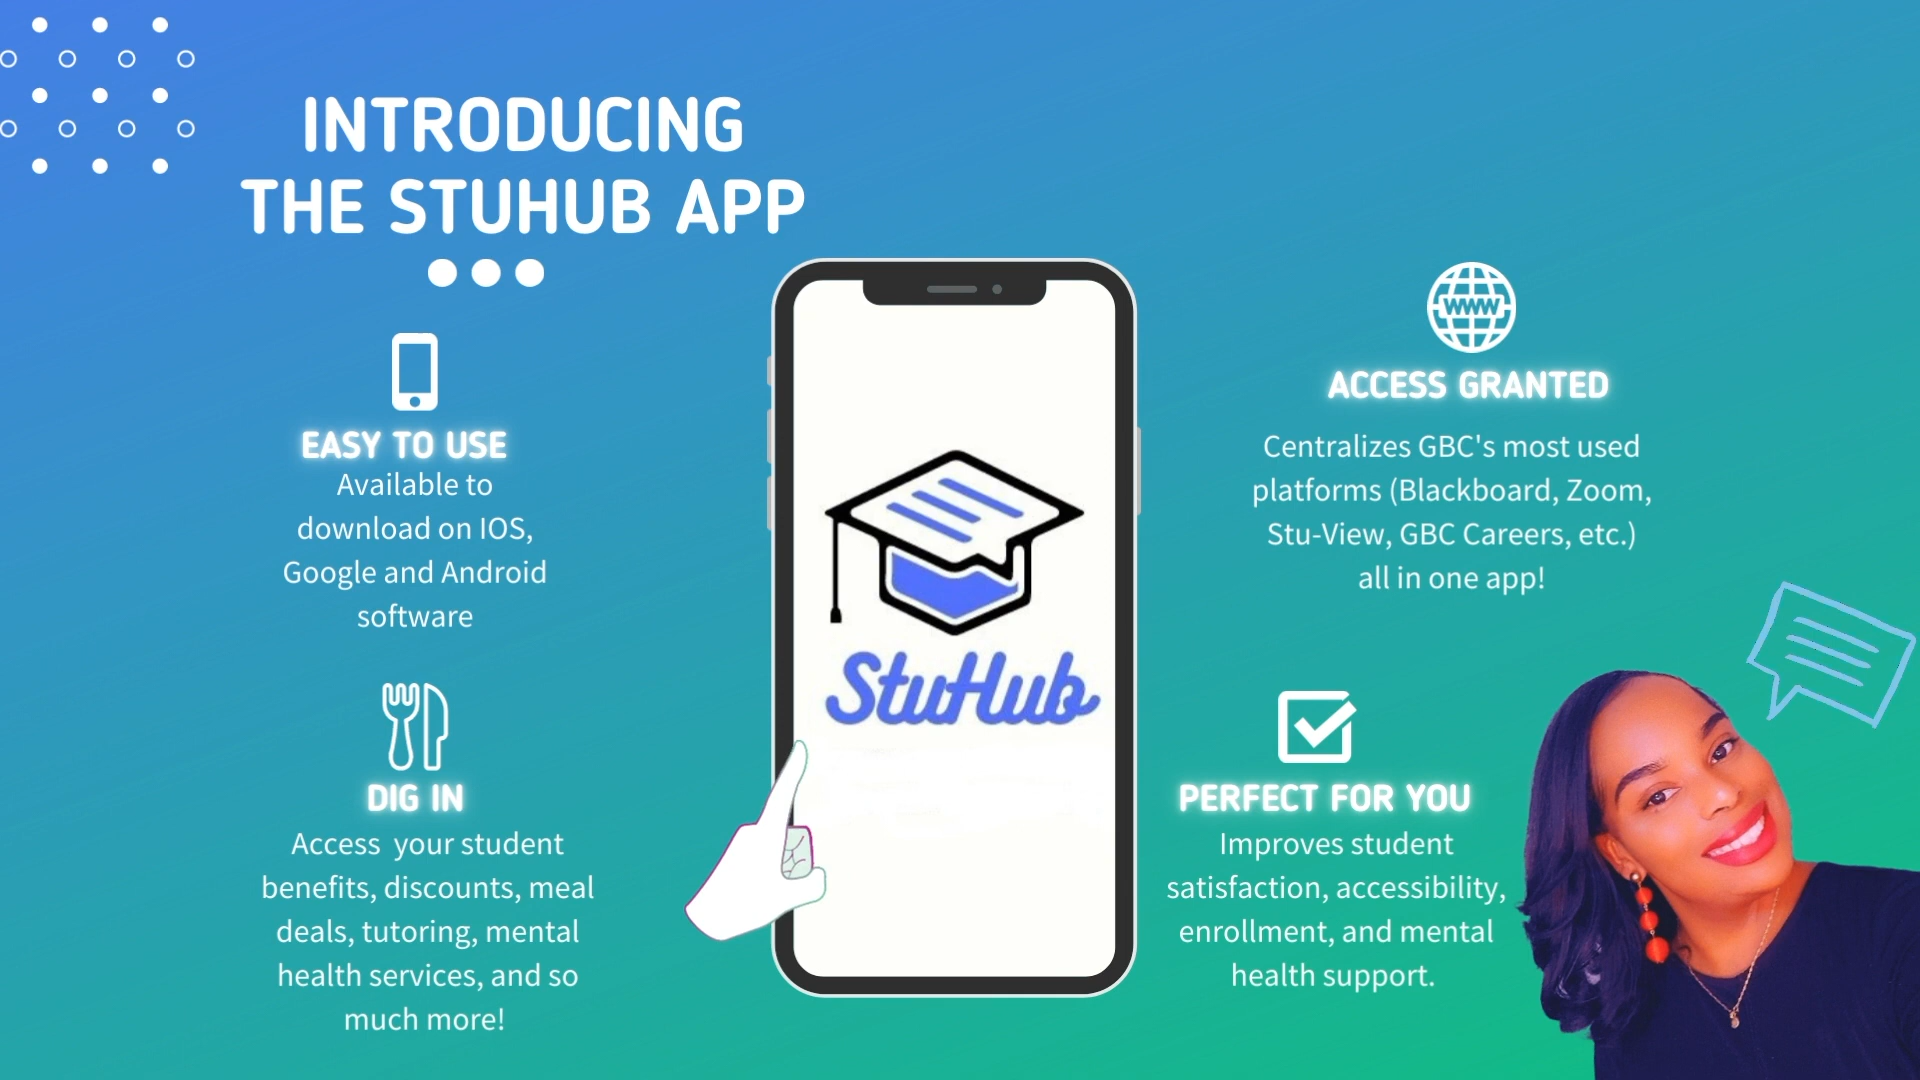 INTRODUCING
THE STUHUB APP
EASY TO USE
Available to
download on IOS,
Google and Android
software
DIG IN
Access  your student
benefits, discounts, meal
deals, tutoring, mental
health services, and so
much more!
StuHub
WWW
ACCESS GRANTED
Centralizes GBC's most used
platforms (Blackboard, Zoom,
Stu-View, GBC Careers, etc.)
all in one app!
PERFECT FOR YOU
Improves student
satisfaction, accessibility,
enrollment, and mental
health support.